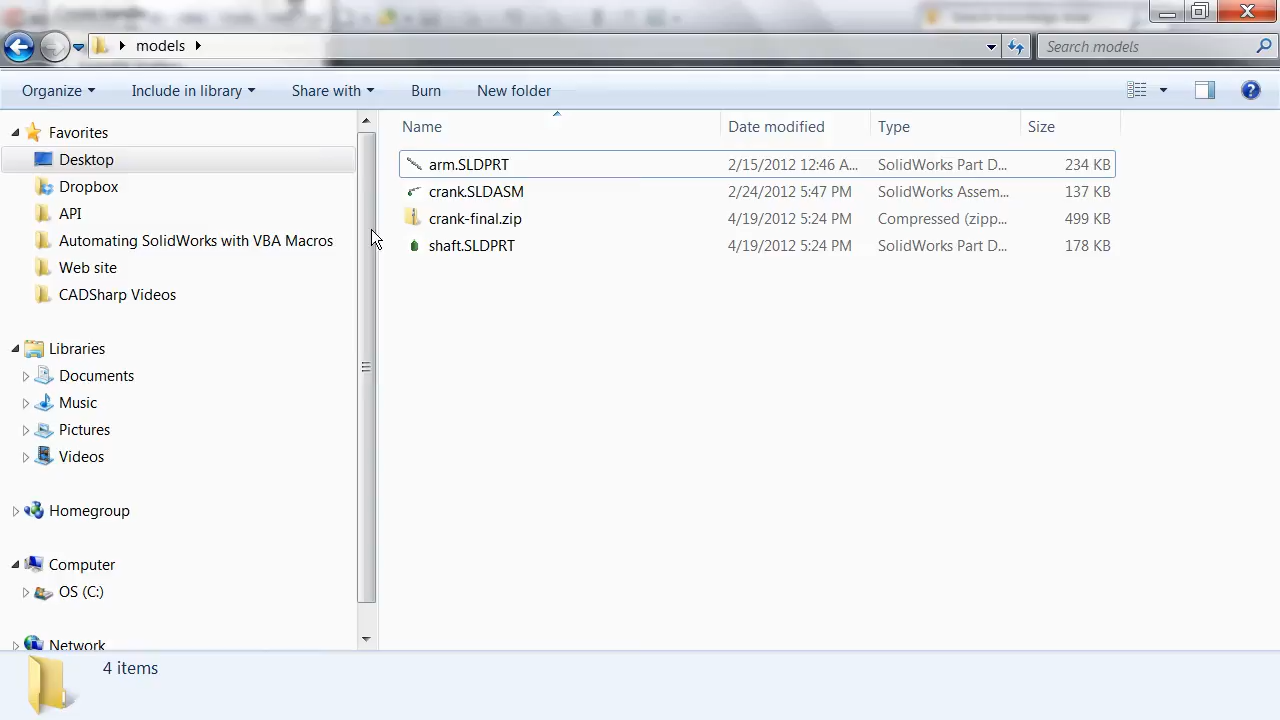 models
Search models
Organize
Include in library
Share with
Burn
New folder
Favorites
Desktop
Dropbox
API
Automating SolidWorks with VBA Macros
Web site
CADSharp Videos
Libraries
Documents
Music
Pictures
Videos
Homegroup
Computer
OS (C:)
Network
Name Date modified Type Size
arm.SLDPRT 2/15/2012 12:46 A... SolidWorks Part D... 234 KB
crank.SLDASM 2/24/2012 5:47 PM SolidWorks Assem... 137 KB
crank-final.zip 4/19/2012 5:24 PM Compressed (zipp... 499 KB
shaft.SLDPRT 4/19/2012 5:24 PM SolidWorks Part D... 178 KB
4 items